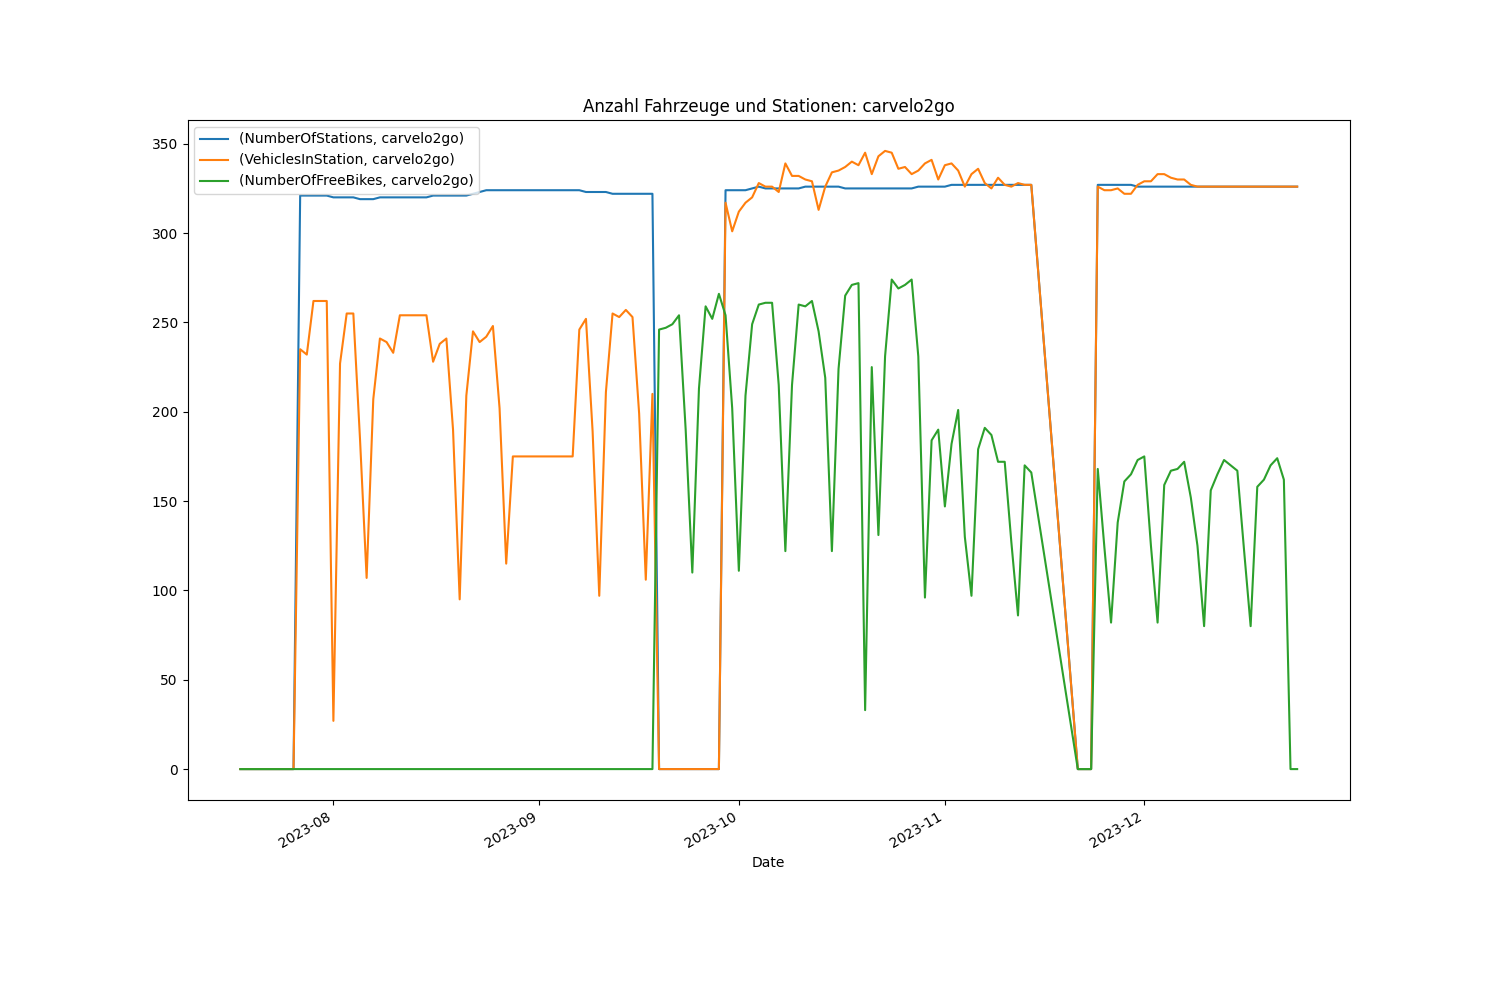 Anzahl Fahrzeuge und Stationen: carvelo2go
(NumberOfStations, carvelo2go)
(VehiclesInStation, carvelo2go)
(NumberOfFreeBikes, carvelo2go)
350
300
250
200
150
100
50
0
2023-08
2023-09
2023-10
2023-11
2023-12
Date